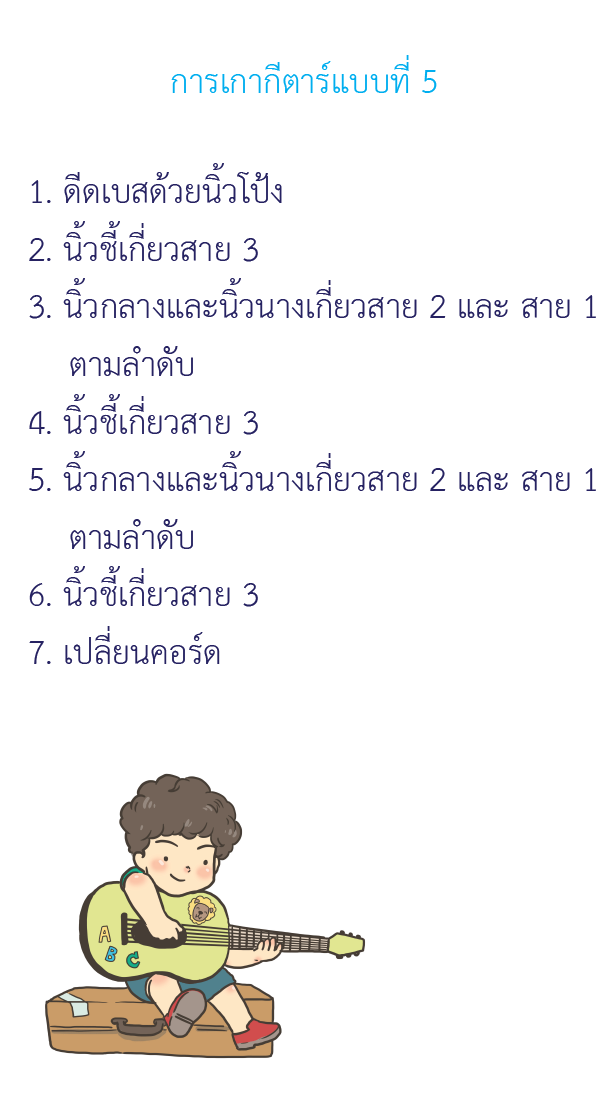 การเกากีตาร์แบบที่ 5
1. ดีดเบสด้วยนิ้วโป้ง
2. นิ้วชี้เกี่ยวสาย 3
3. นิ้วกลางและนิ้วนางเกี่ยวสาย 2 และ สาย 1
ตามลำดับ
4. นิ้วชี้เกี่ยวสาย 3
5. นิ้วกลางและนิ้วนางเกี่ยวสาย 2 และ สาย 1
ตามลำดับ
6. นิ้วชี้เกี่ยวสาย 3
7. เปลี่ยนคอร์ด
A
B
C